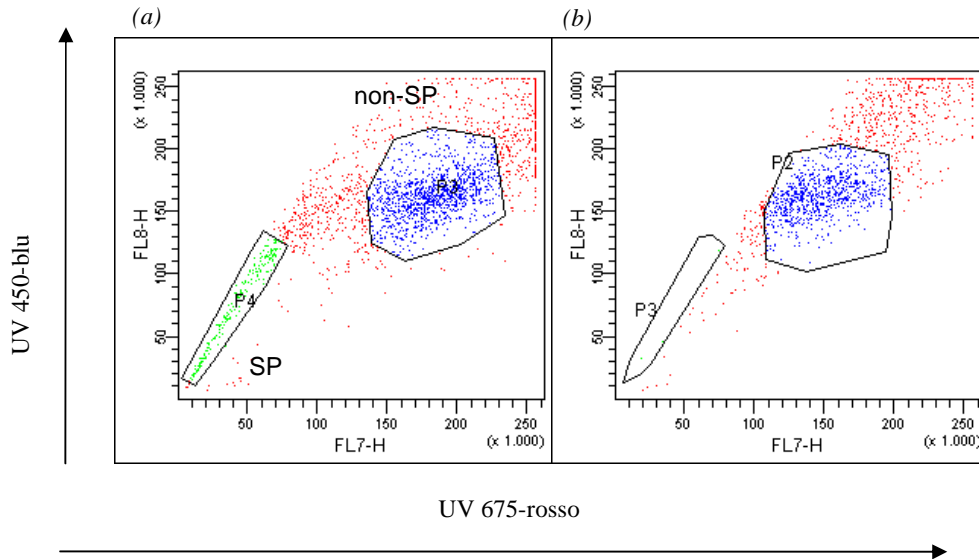 (a)
(b)
UV 450-blu
(x 1.000)
FL8-H
250
200
150
100
50
non-SP
P4
SP
50
100
150
200
250
(x 1.000)
FL7-H
(x 1.000)
FL8-H
250
200
150
100
50
P2
P3
50
100
150
200
250
(x 1.000)
FL7-H
UV 675-rosso